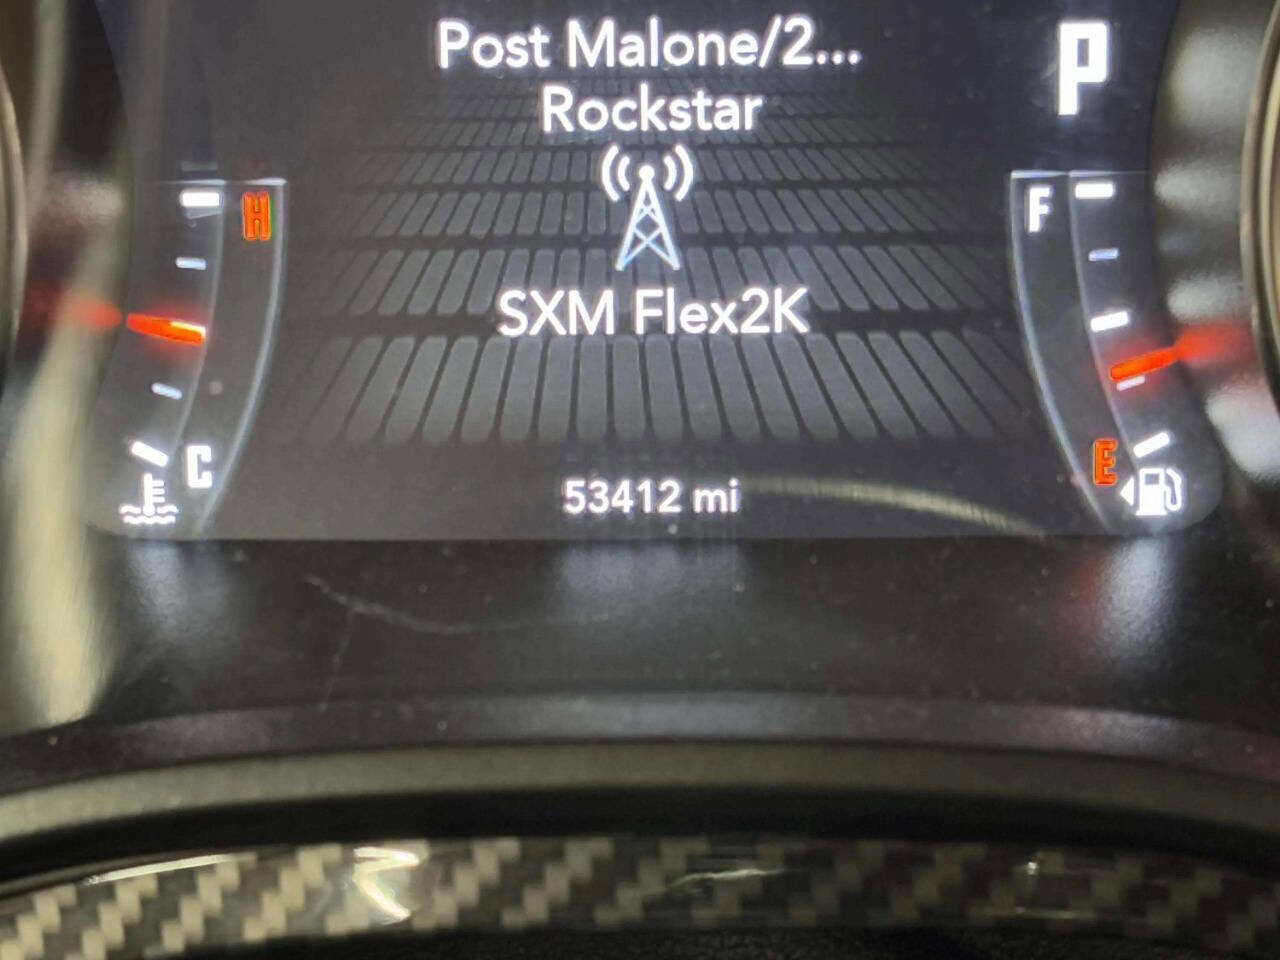 Post Malone/2...
P
Rockstar
H
F
SXM Flex2K
C
E
53412 mi